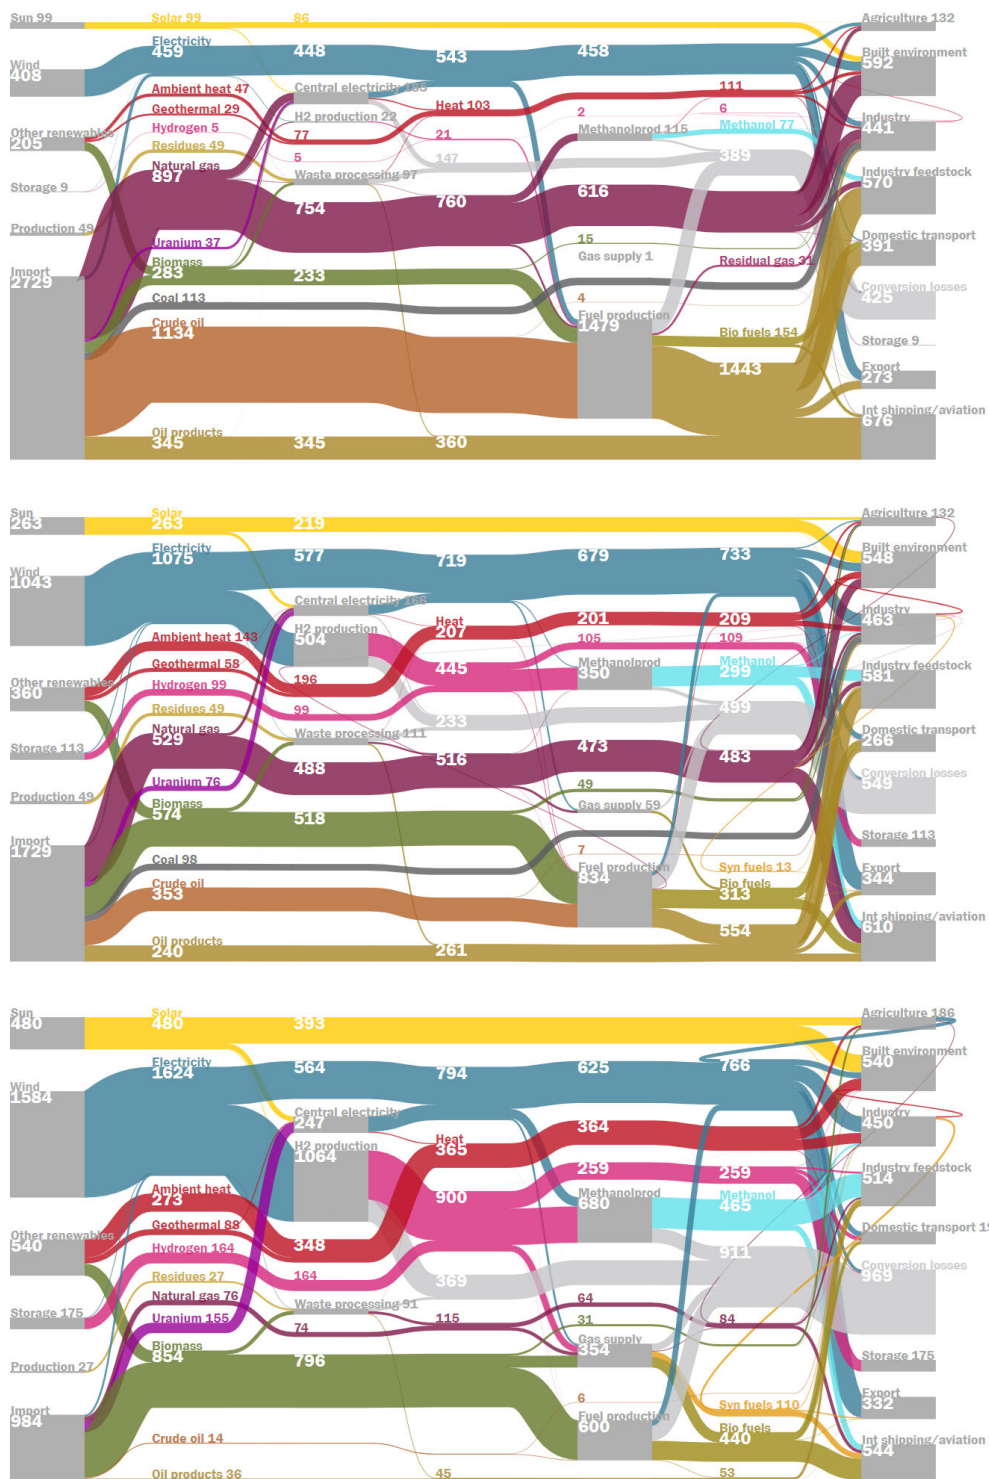 Sun 99
Solar 99
86
Agriculture 132
Electricity
459
448
543
458
Built environment
592
Wind
408
Ambient heat 47
Central electricity 195
Heat 103
111
Geothermal 29
H2 production 22
2
6
Industry
441
Other renewables
205
Hydrogen 5
77
21
Methanolprod 115
Methanol 77
Residues 49
5
147
389
Natural gas
897
Waste processing 97
Industry feedstock
570
Storage 9
754
760
616
Production 49
Uranium 37
15
Domestic transport
391
Import
2729
Biomass
283
233
Gas supply 1
Residual gas 31
Coal 113
4
Conversion losses
425
Crude oil
1134
Fuel production
1479
Bio fuels 154
Storage 9
1443
Export
273
Oil products
345
345
360
Int shipping/aviation
676
Sun
263
Solar
263
219
Agriculture 132
Electricity
1075
577
719
679
733
Built environment
548
Wind
1043
Central electricity 166
Ambient heat 143
H2 production
504
Heat
207
201
209
Industry
463
Geothermal 58
105
109
Other renewables
360
Hydrogen 99
196
445
Methanolprod
350
Methanol
299
Industry feedstock
581
Residues 49
99
233
499
Storage 113
Natural gas
529
Waste processing 111
Domestic transport
266
488
516
473
483
Production 49
Uranium 76
49
Conversion losses
549
Biomass
574
518
Gas supply 59
Import
1729
Coal 98
7
Storage 113
Crude oil
353
Fuel production
834
Syn fuels 13
Bio fuels
313
Export
344
Oil products
240
261
554
Int shipping/aviation
610
Sun
480
Solar
480
393
Agriculture 186
Electricity
1624
564
794
625
766
Built environment
540
Wind
1584
Central electricity
247
Heat
365
364
Industry
450
H2 production
1064
Ambient heat
273
900
259
259
Industry feedstock
514
Geothermal 88
Methanolprod
680
Methanol
465
Other renewables
540
Hydrogen 164
348
911
Domestic transport
Residues 27
164
369
Conversion losses
969
Storage 175
Natural gas 76
Waste processing 91
64
Uranium 155
74
115
31
84
Production 27
Biomass
854
796
Gas supply
354
Storage 175
Import
984
6
Syn fuels 110
Export
332
Crude oil 14
Fuel production
600
Bio fuels
440
Int shipping/aviation
544
Oil products 36
45
53